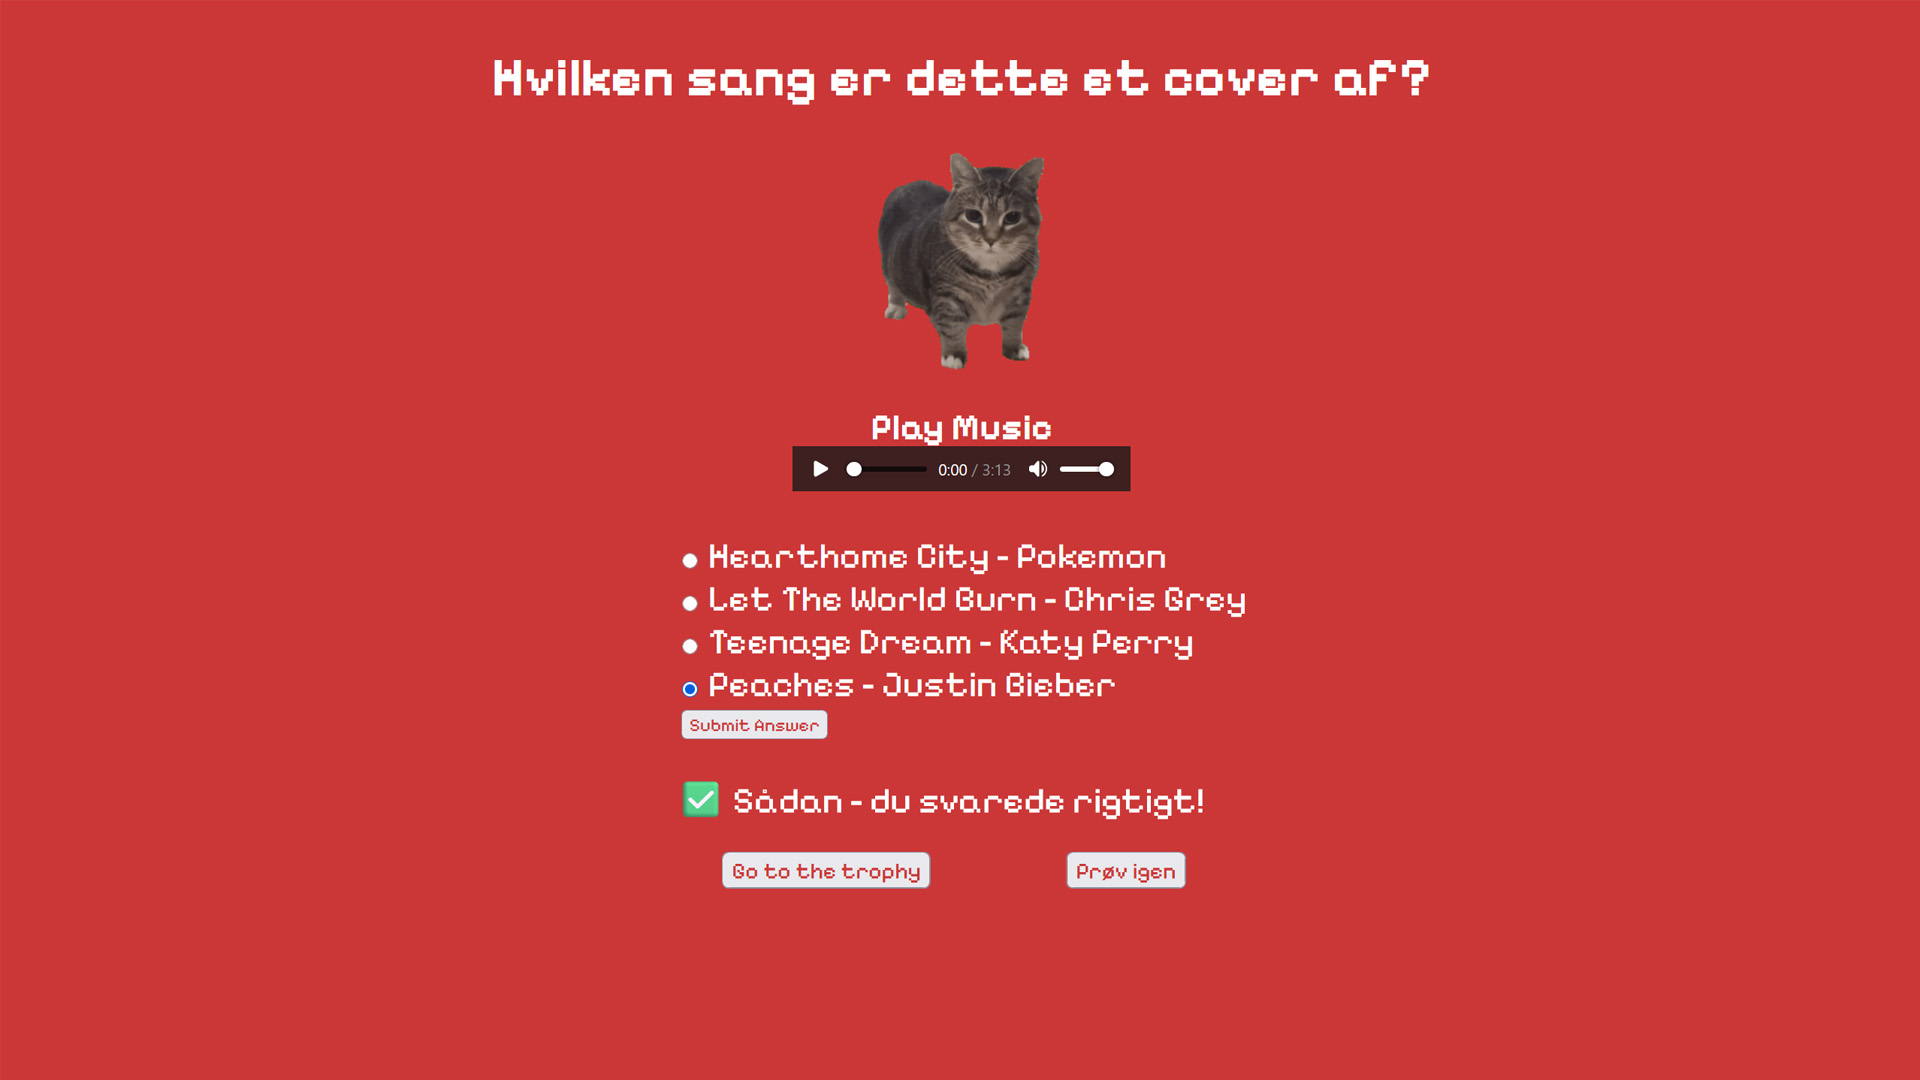 Hvilken sang er dette et cover af?
Play Music
0:00 / 3:13
Hearthome City - Pokemon
Let The World Burn - Chris Grey
Teenage Dream - Katy Perry
Peaches - Justin Bieber
Submit Answer
Sådan - du svarede rigtigt!
Go to the trophy
Prøv igen